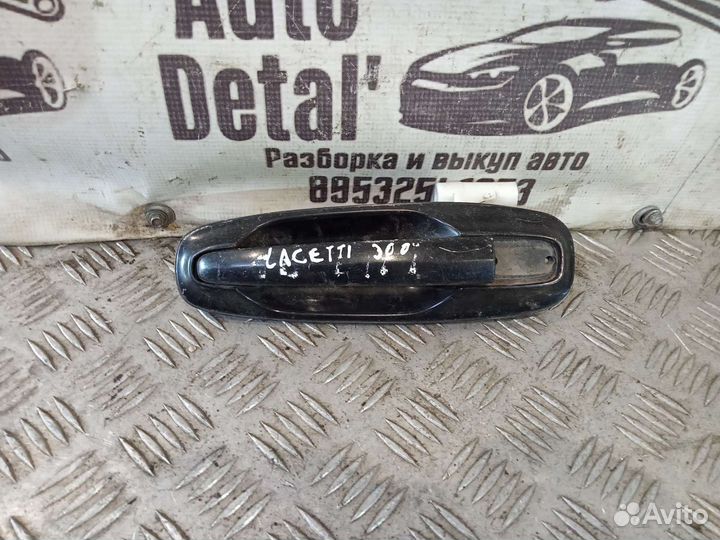 Auto
Detal'
Разборка и выкуп авто
LACETTI
Avito